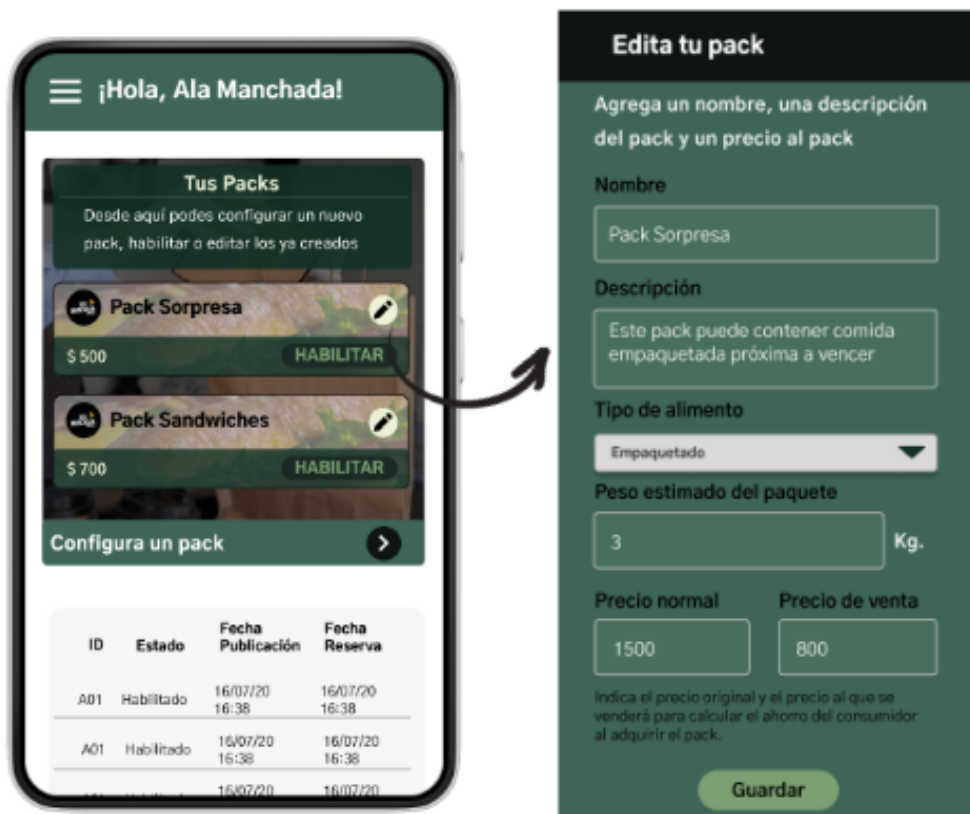 ¡Hola, Ala Manchada!
Tus Packs
Desde aquí podes configurar un nuevo
pack, habilitar o editar los ya creados
Pack Sorpresa
$ 500
HABILITAR
Pack Sandwiches
$ 700
HABILITAR
Configura un pack
ID Estado Fecha Publicación Fecha Reserva
A01 Habilitado 16/07/20 16:38 16/07/20 16:38
A01 Habilitado 16/07/20 16:38 16/07/20 16:38
16/07/20 16/07/20
Edita tu pack
Agrega un nombre, una descripción
del pack y un precio al pack
Nombre
Pack Sorpresa
Descripción
Este pack puede contener comida
empaquetada próxima a vencer
Tipo de alimento
Empaquetado
Peso estimado del paquete
3 Kg.
Precio normal Precio de venta
1500 800
Indica el precio original y el precio al que se
venderá para calcular el ahorro del consumidor
al adquirir el pack.
Guardar